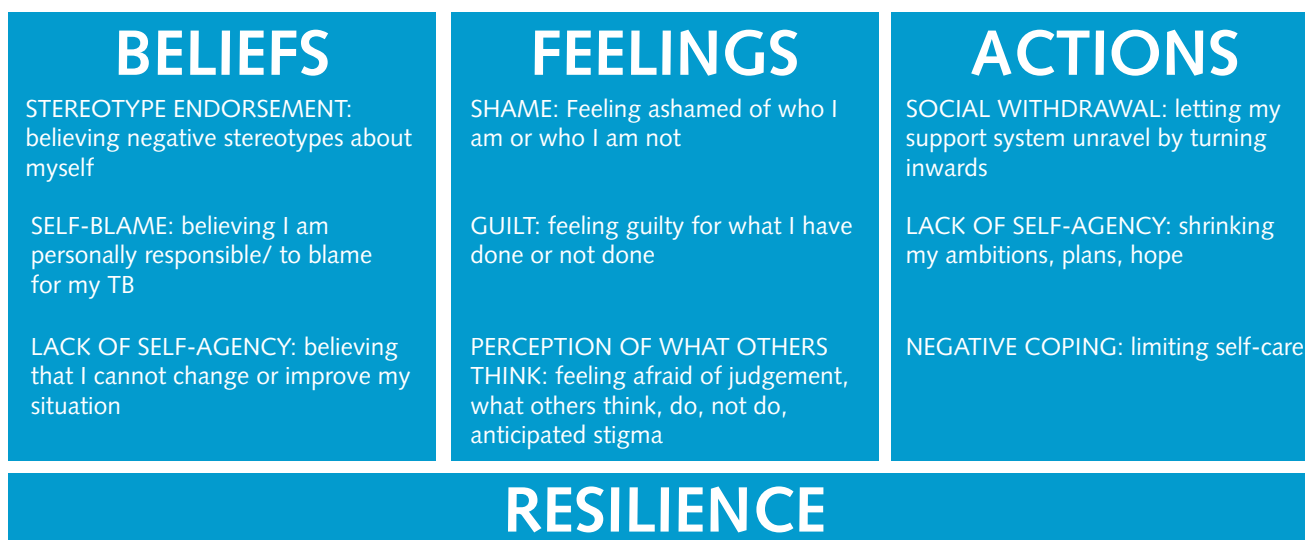 BELIEFS
STEREOTYPE ENDORSEMENT:
believing negative stereotypes about
myself
SELF-BLAME: believing I am
personally responsible/ to blame
for my TB
LACK OF SELF-AGENCY: believing
that I cannot change or improve my
situation
FEELINGS
SHAME: Feeling ashamed of who I
am or who I am not
GUILT: feeling guilty for what I have
done or not done
PERCEPTION OF WHAT OTHERS
THINK: feeling afraid of judgement,
what others think, do, not do,
anticipated stigma
ACTIONS
SOCIAL WITHDRAWAL: letting my
support system unravel by turning
inwards
LACK OF SELF-AGENCY: shrinking
my ambitions, plans, hope
NEGATIVE COPING: limiting self-care
RESILIENCE